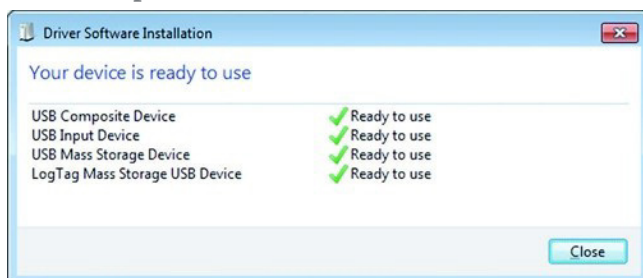 Driver Software Installation
Your device is ready to use
USB Composite Device Ready to use
USB Input Device Ready to use
USB Mass Storage Device Ready to use
LogTag Mass Storage USB Device Ready to use
Close